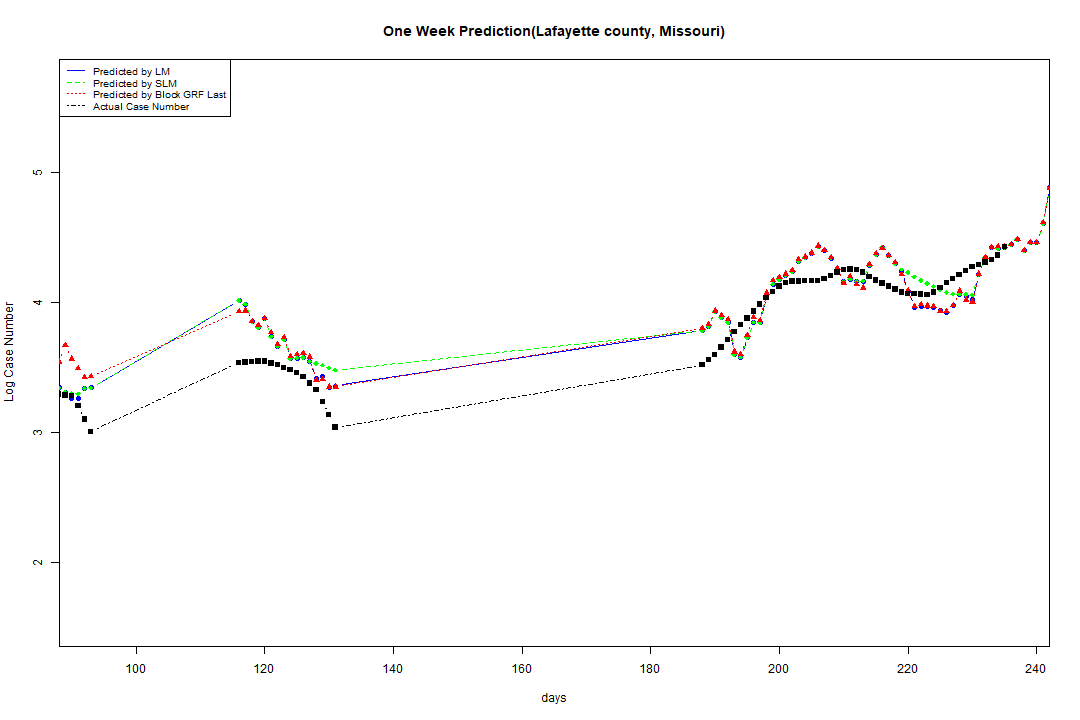 One Week Prediction(Lafayette county, Missouri)
Predicted by LM
Predicted by SLM
Predicted by Block GRF Last
Actual Case Number
Log Case Number
5
4
3
2
100 120 140 160 180 200 220 240
days